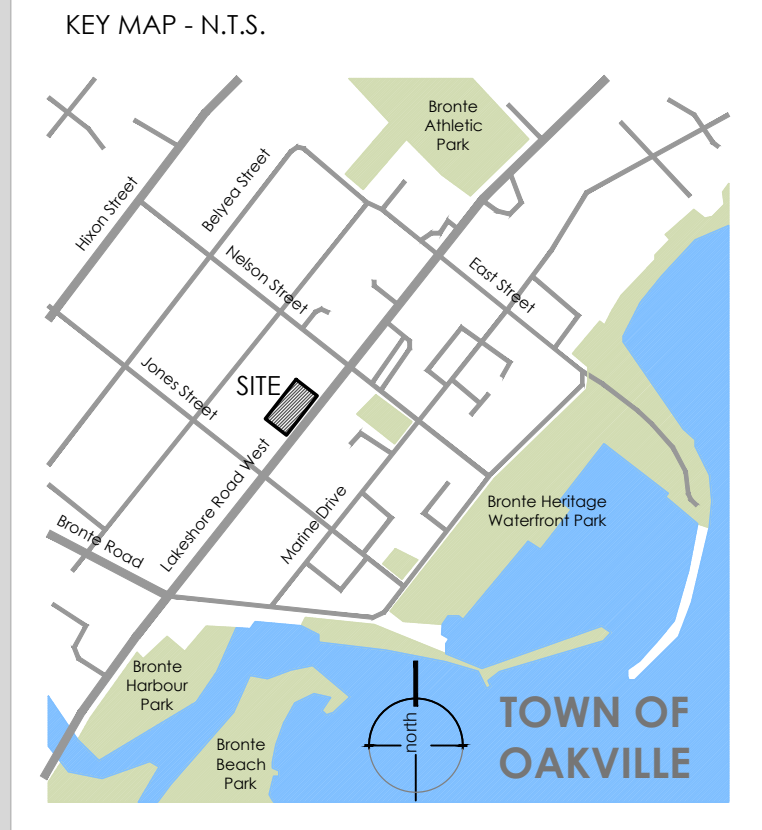 KEY MAP - N.T.S.
Bronte
Athletic
Park
Belyea Street
Hixon Street
Nelson Street
East Street
Jones Street
SITE
Lakeshore Road West
Marine Drive
Bronte Heritage
Waterfront Park
Bronte Road
Bronte
Harbour
Park
Bronte
Beach
Park
north
TOWN OF
OAKVILLE